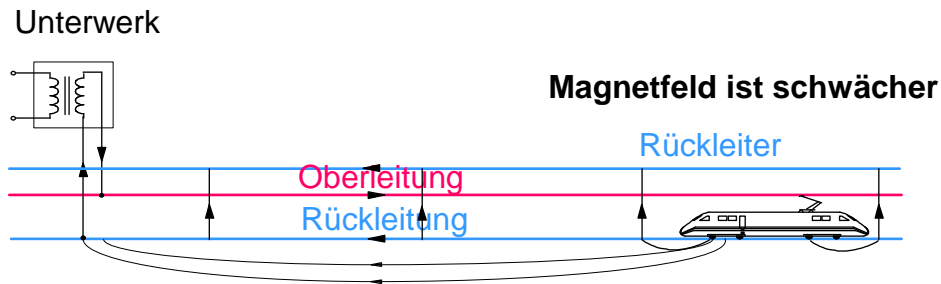 Unterwerk
Magnetfeld ist schwächer
Rückleiter
Oberleitung
Rückleitung